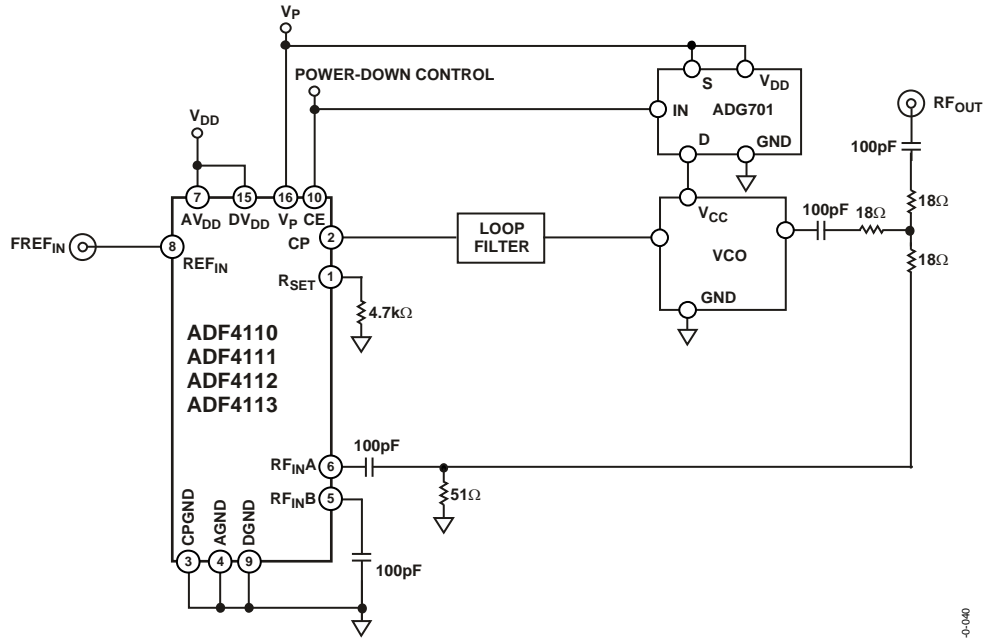 VP
POWER-DOWN CONTROL
VDD
S
VDD
IN
ADG701
D
GND
RFOUT
100pF
18Ω
7
15
16
10
AVDD
DVDD
VP
CE
CP
2
FREFIN
8
REFIN
LOOP
FILTER
VCC
VCO
GND
100pF
18Ω
18Ω
RSET
1
4.7kΩ
ADF4110
ADF4111
ADF4112
ADF4113
100pF
RFINA
6
RFINB
5
51Ω
CPGND
AGND
DGND
3
4
9
100pF
0-040